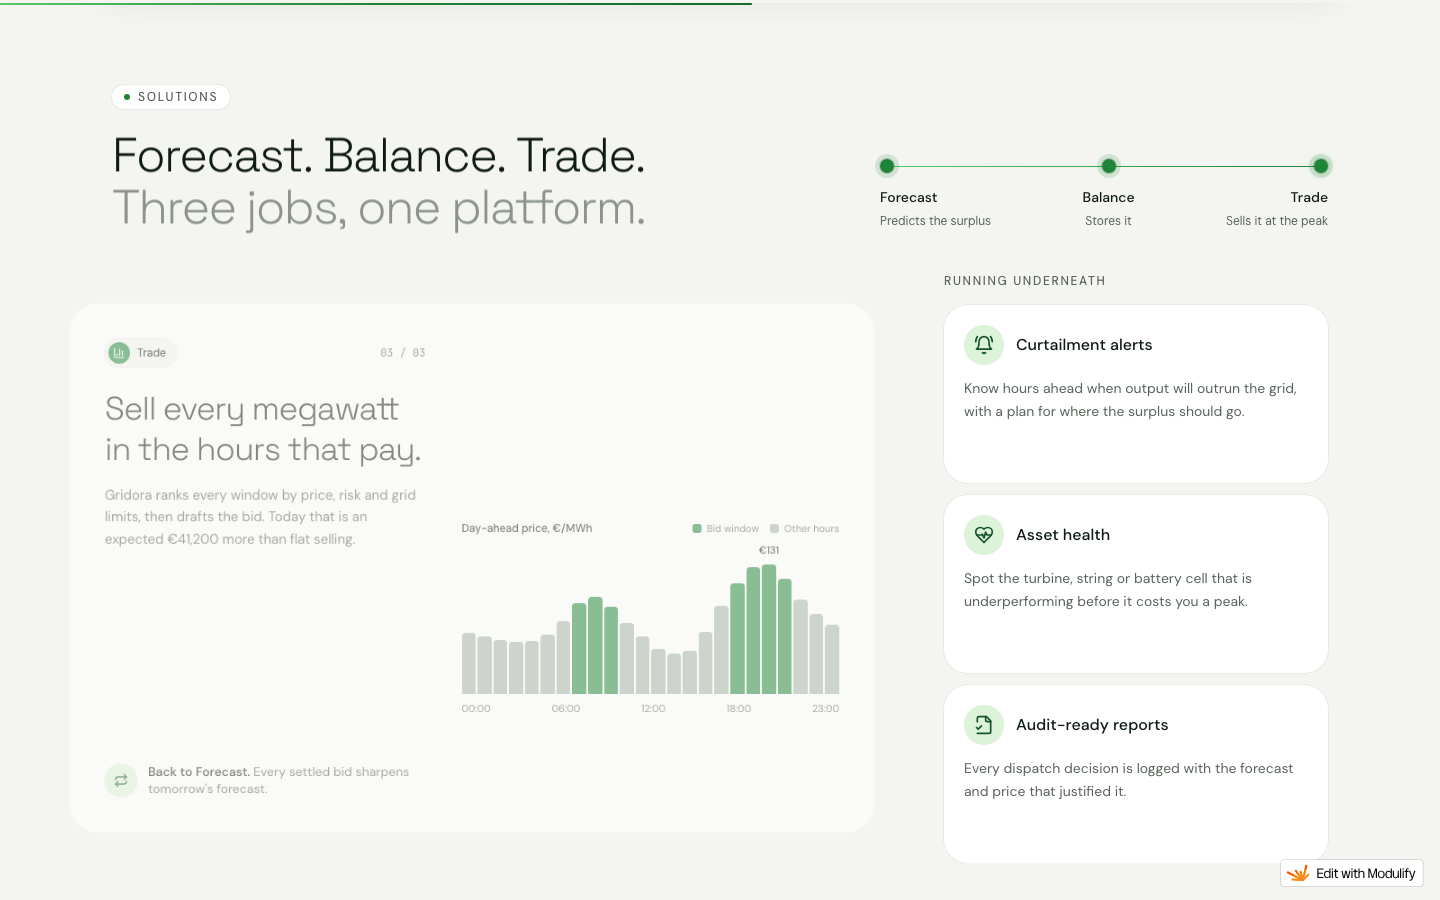 SOLUTIONS
Forecast. Balance. Trade.
Three jobs, one platform.
Forecast
Predicts the surplus
Balance
Stores it
Trade
Sells it at the peak
Trade
03 / 03
Sell every megawatt
in the hours that pay.
Gridora ranks every window by price, risk and grid
limits, then drafts the bid. Today that is an
expected €41,200 more than flat selling.
Day-ahead price, €/MWh
Bid window
Other hours
€131
00:00
06:00
12:00
18:00
23:00
Back to Forecast. Every settled bid sharpens
tomorrow's forecast.
RUNNING UNDERNEATH
Curtailment alerts
Know hours ahead when output will outrun the grid,
with a plan for where the surplus should go.
Asset health
Spot the turbine, string or battery cell that is
underperforming before it costs you a peak.
Audit-ready reports
Every dispatch decision is logged with the forecast
and price that justified it.
Edit with Modulify